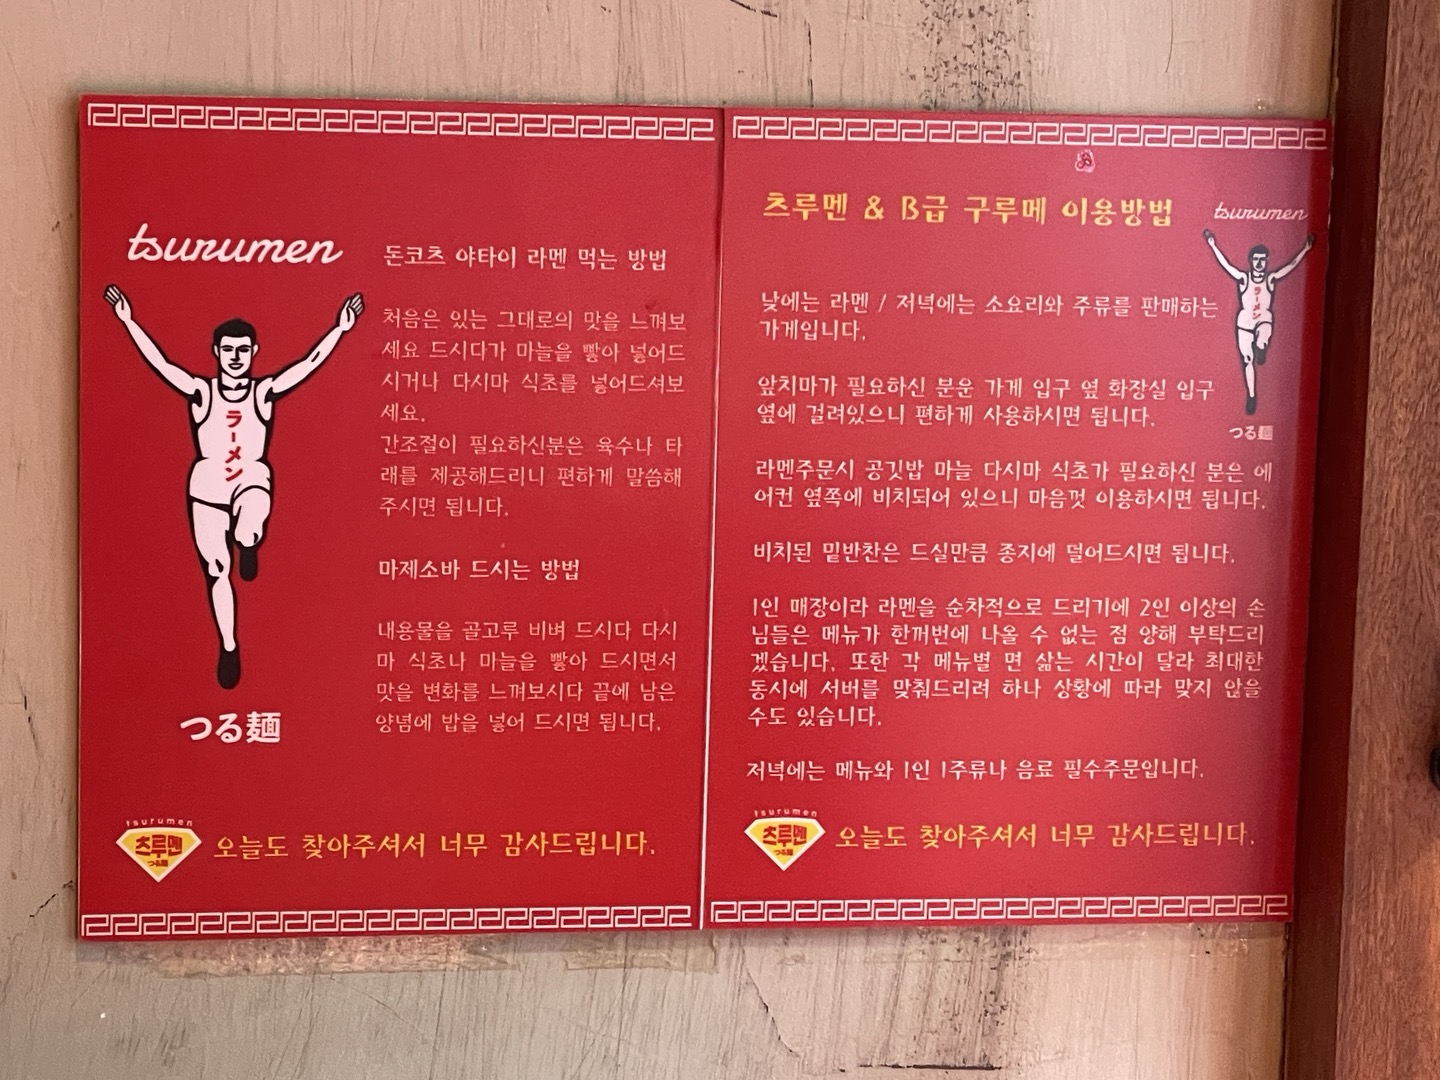 tsurumen
ラーメン
つる麺
돈코츠 야타이 라멘 먹는 방법
처음은 있는 그대로의 맛을 느껴보
세요 드시다가 마늘을 빻아 넣어드
시거나 다시마 식초를 넣어드셔보
세요.
간조절이 필요하신분은 육수나 타
래를 제공해드리니 편하게 말씀해
주시면 됩니다.
마제소바 드시는 방법
내용물을 골고루 비벼 드시다 다시
마 식초나 마늘을 빻아 드시면서
맛을 변화를 느껴보시다 끝에 남은
양념에 밥을 넣어 드시면 됩니다.
tsurumen
츠루멘
つる麺
오늘도 찾아주셔서 너무 감사드립니다.
츠루멘 & B급 구루메 이용방법
tsurumen
ラーメン
つる麺
낮에는 라멘 / 저녁에는 소요리와 주류를 판매하는
가게입니다.
앞치마가 필요하신 분운 가게 입구 옆 화장실 입구
옆에 걸려있으니 편하게 사용하시면 됩니다.
라멘주문시 공깃밥 마늘 다시마 식초가 필요하신 분은 에
어컨 옆쪽에 비치되어 있으니 마음껏 이용하시면 됩니다.
비치된 밑반찬은 드실만큼 종지에 덜어드시면 됩니다.
1인 매장이라 라멘을 순차적으로 드리기에 2인 이상의 손
님들은 메뉴가 한꺼번에 나올 수 없는 점 양해 부탁드리
겠습니다. 또한 각 메뉴별 면 삶는 시간이 달라 최대한
동시에 서버를 맞춰드리려 하나 상황에 따라 맞지 않을
수도 있습니다.
저녁에는 메뉴와 1인 1주류나 음료 필수주문입니다.
tsurumen
츠루멘
つる麺
오늘도 찾아주셔서 너무 감사드립니다.